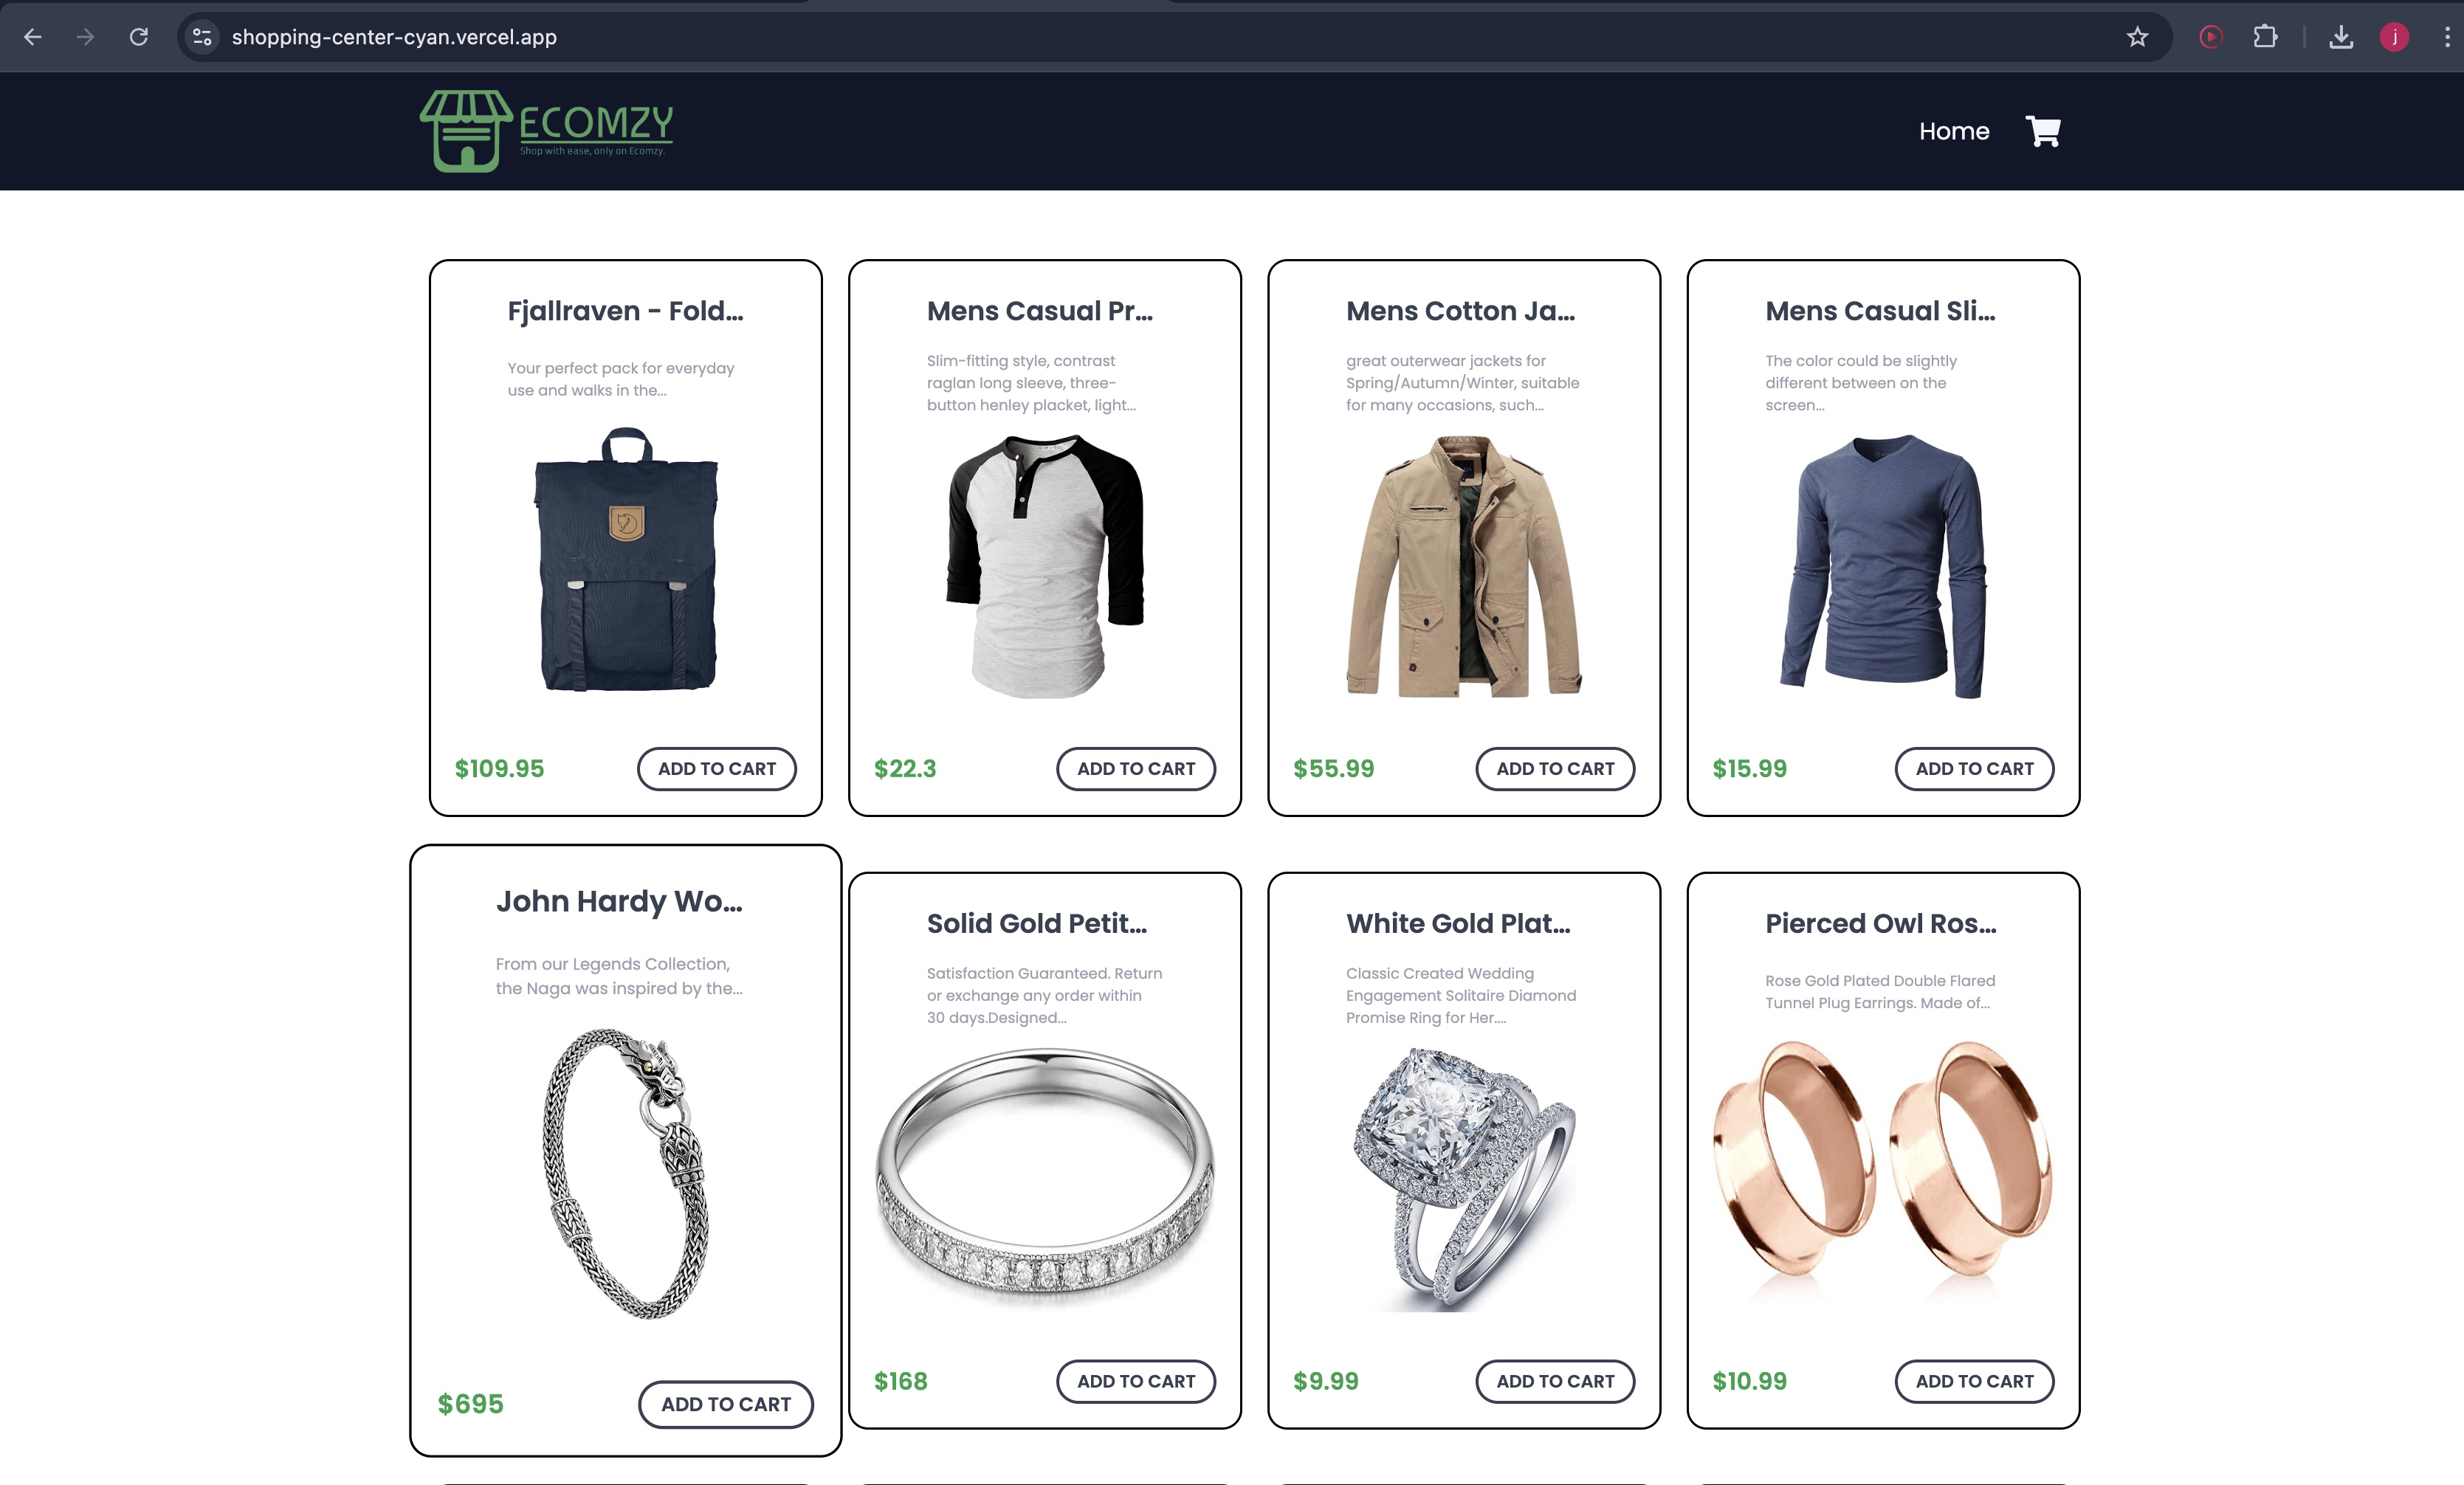 shopping-center-cyan.vercel.app
j
ECOMZY
Shop with ease, only on Ecomzy.
Home
Fjallraven - Fold...
Your perfect pack for everyday
use and walks in the...
$109.95
ADD TO CART
Mens Casual Pr...
Slim-fitting style, contrast
raglan long sleeve, three-
button henley placket, light...
$22.3
ADD TO CART
Mens Cotton Ja...
great outerwear jackets for
Spring/Autumn/Winter, suitable
for many occasions, such...
$55.99
ADD TO CART
Mens Casual Sli...
The color could be slightly
different between on the
screen...
$15.99
ADD TO CART
John Hardy Wo...
From our Legends Collection,
the Naga was inspired by the...
$695
ADD TO CART
Solid Gold Petit...
Satisfaction Guaranteed. Return
or exchange any order within
30 days.Designed...
$168
ADD TO CART
White Gold Plat...
Classic Created Wedding
Engagement Solitaire Diamond
Promise Ring for Her....
$9.99
ADD TO CART
Pierced Owl Ros...
Rose Gold Plated Double Flared
Tunnel Plug Earrings. Made of...
$10.99
ADD TO CART